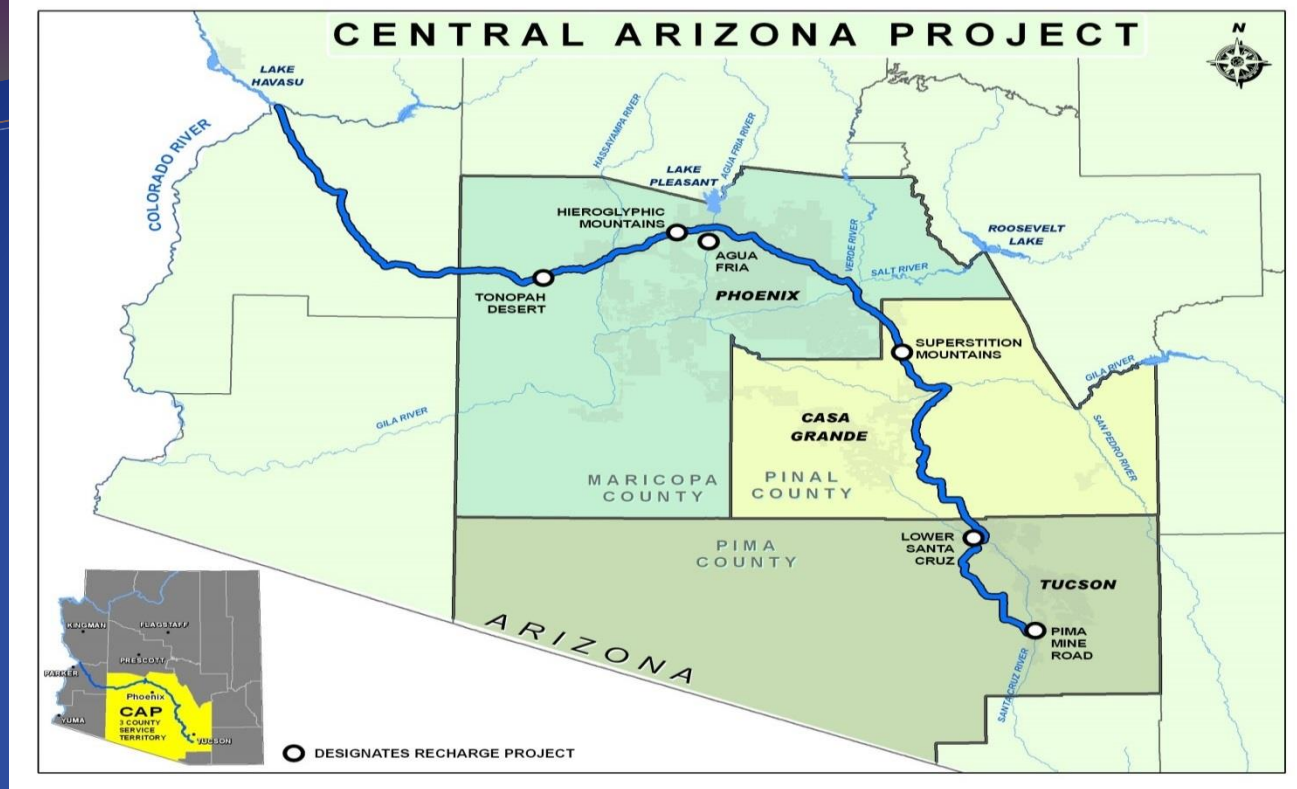 CENTRAL ARIZONA PROJECT
N
LAKE
HAVASU
COLORADO RIVER
HASSAYAMPA RIVER
AGUA FRIA RIVER
LAKE
PLEASANT
HIEROGLYPHIC
MOUNTAINS
AGUA
FRIA
VERDE RIVER
ROOSEVELT
LAKE
SALT RIVER
TONOPAH
DESERT
PHOENIX
SUPERSTITION
MOUNTAINS
GILA RIVER
GILA RIVER
CASA
GRANDE
SAN PEDRO RIVER
MARICOPA
COUNTY
PINAL
COUNTY
PIMA
COUNTY
LOWER
SANTA
CRUZ
TUCSON
PIMA
MINE
ROAD
SANTA CRUZ RIVER
ARIZONA
KINGMAN
FLAGSTAFF
PRESCOTT
PARKER
Phoenix
CAP
3 COUNTY
SERVICE
TERRITORY
YUMA
TUCSON
DESIGNATES RECHARGE PROJECT